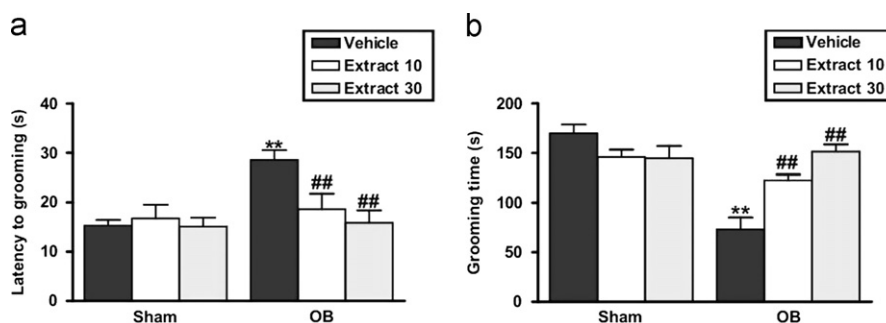 a
Vehicle
Extract 10
Extract 30
Latency to grooming (s)
40
30
20
10
0
**
##
##
Sham
OB
b
Vehicle
Extract 10
Extract 30
Grooming time (s)
200
150
100
50
0
**
##
##
Sham
OB